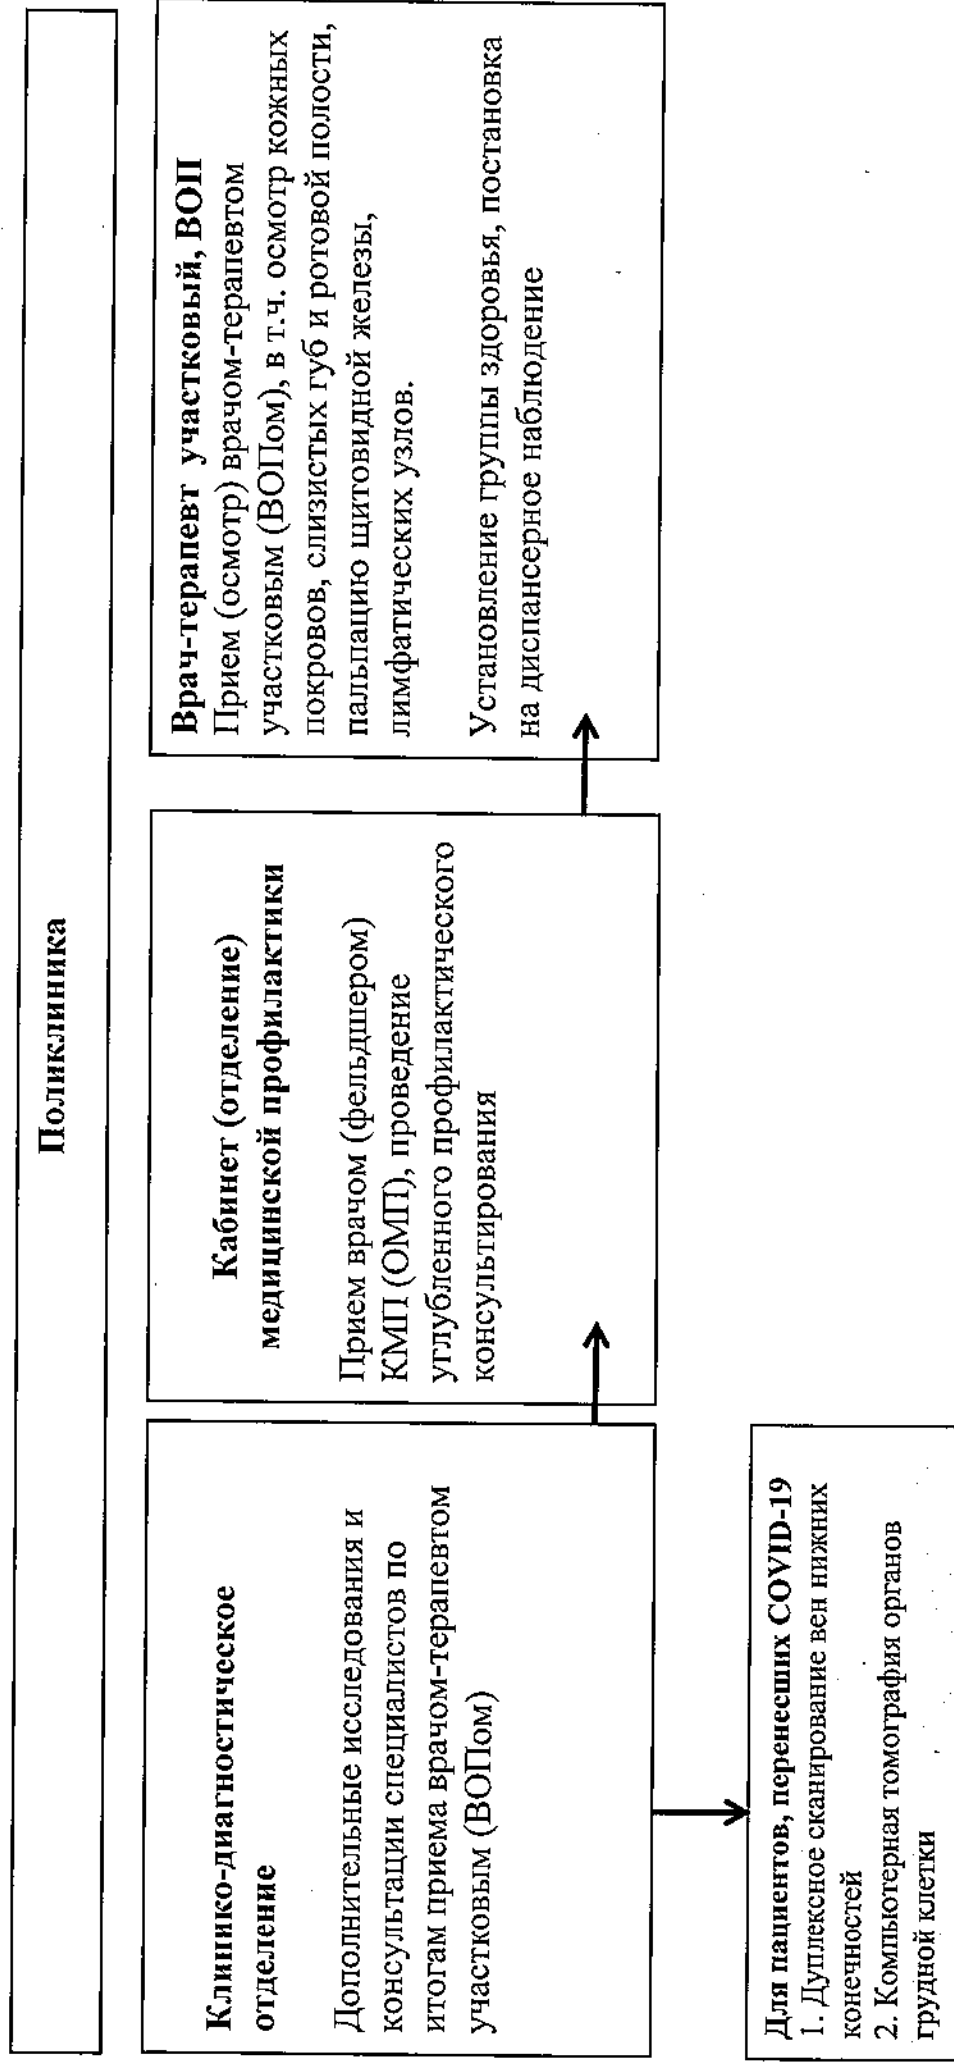 Поликлиника
Клинико-диагностическое
отделение
Дополнительные исследования и
консультации специалистов по
итогам приема врачом-терапевтом
участковым (ВОПом)
Кабинет (отделение)
медицинской профилактики
Прием врачом (фельдшером)
КМП (ОМП), проведение
углубленного профилактического
консультирования
Врач-терапевт участковый, ВОП
Прием (осмотр) врачом-терапевтом
участковым (ВОПом), в т.ч. осмотр кожных
покровов, слизистых губ и ротовой полости,
пальпацию щитовидной железы,
лимфатических узлов.
Установление группы здоровья, постановка
на диспансерное наблюдение
Для пациентов, перенесших COVID-19
1. Дуплексное сканирование вен нижних
конечностей
2. Компьютерная томография органов
грудной клетки